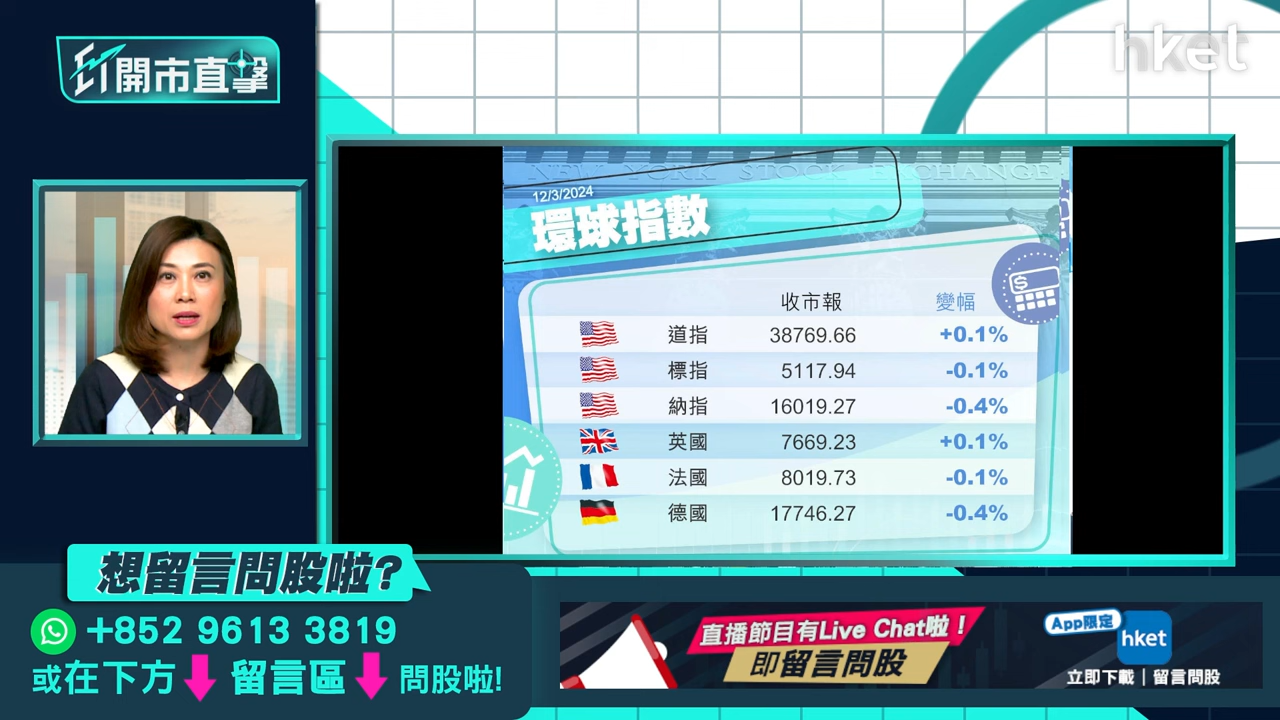 開市直擊
hket
NEW YORK STOCK EXCHANGE
12/3/2024
環球指數
收市報 變幅
道指 38769.66 +0.1%
標指 5117.94 -0.1%
納指 16019.27 -0.4%
英國 7669.23 +0.1%
法國 8019.73 -0.1%
德國 17746.27 -0.4%
想留言問股啦?
+852 9613 3819
或在下方 留言區 問股啦!
直播節目有Live Chat啦!
即留言問股
App限定
hket
立即下載|留言問股